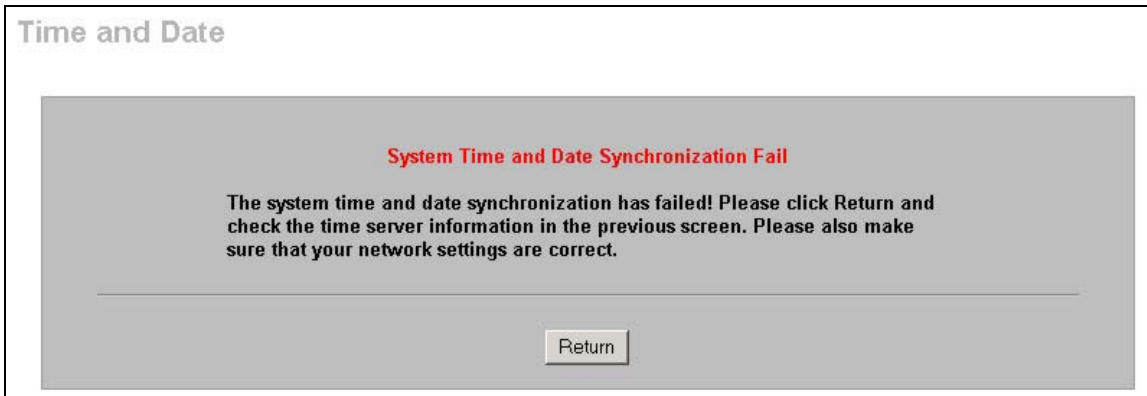 Time and Date
System Time and Date Synchronization Fail
The system time and date synchronization has failed! Please click Return and
check the time server information in the previous screen. Please also make
sure that your network settings are correct.
Return